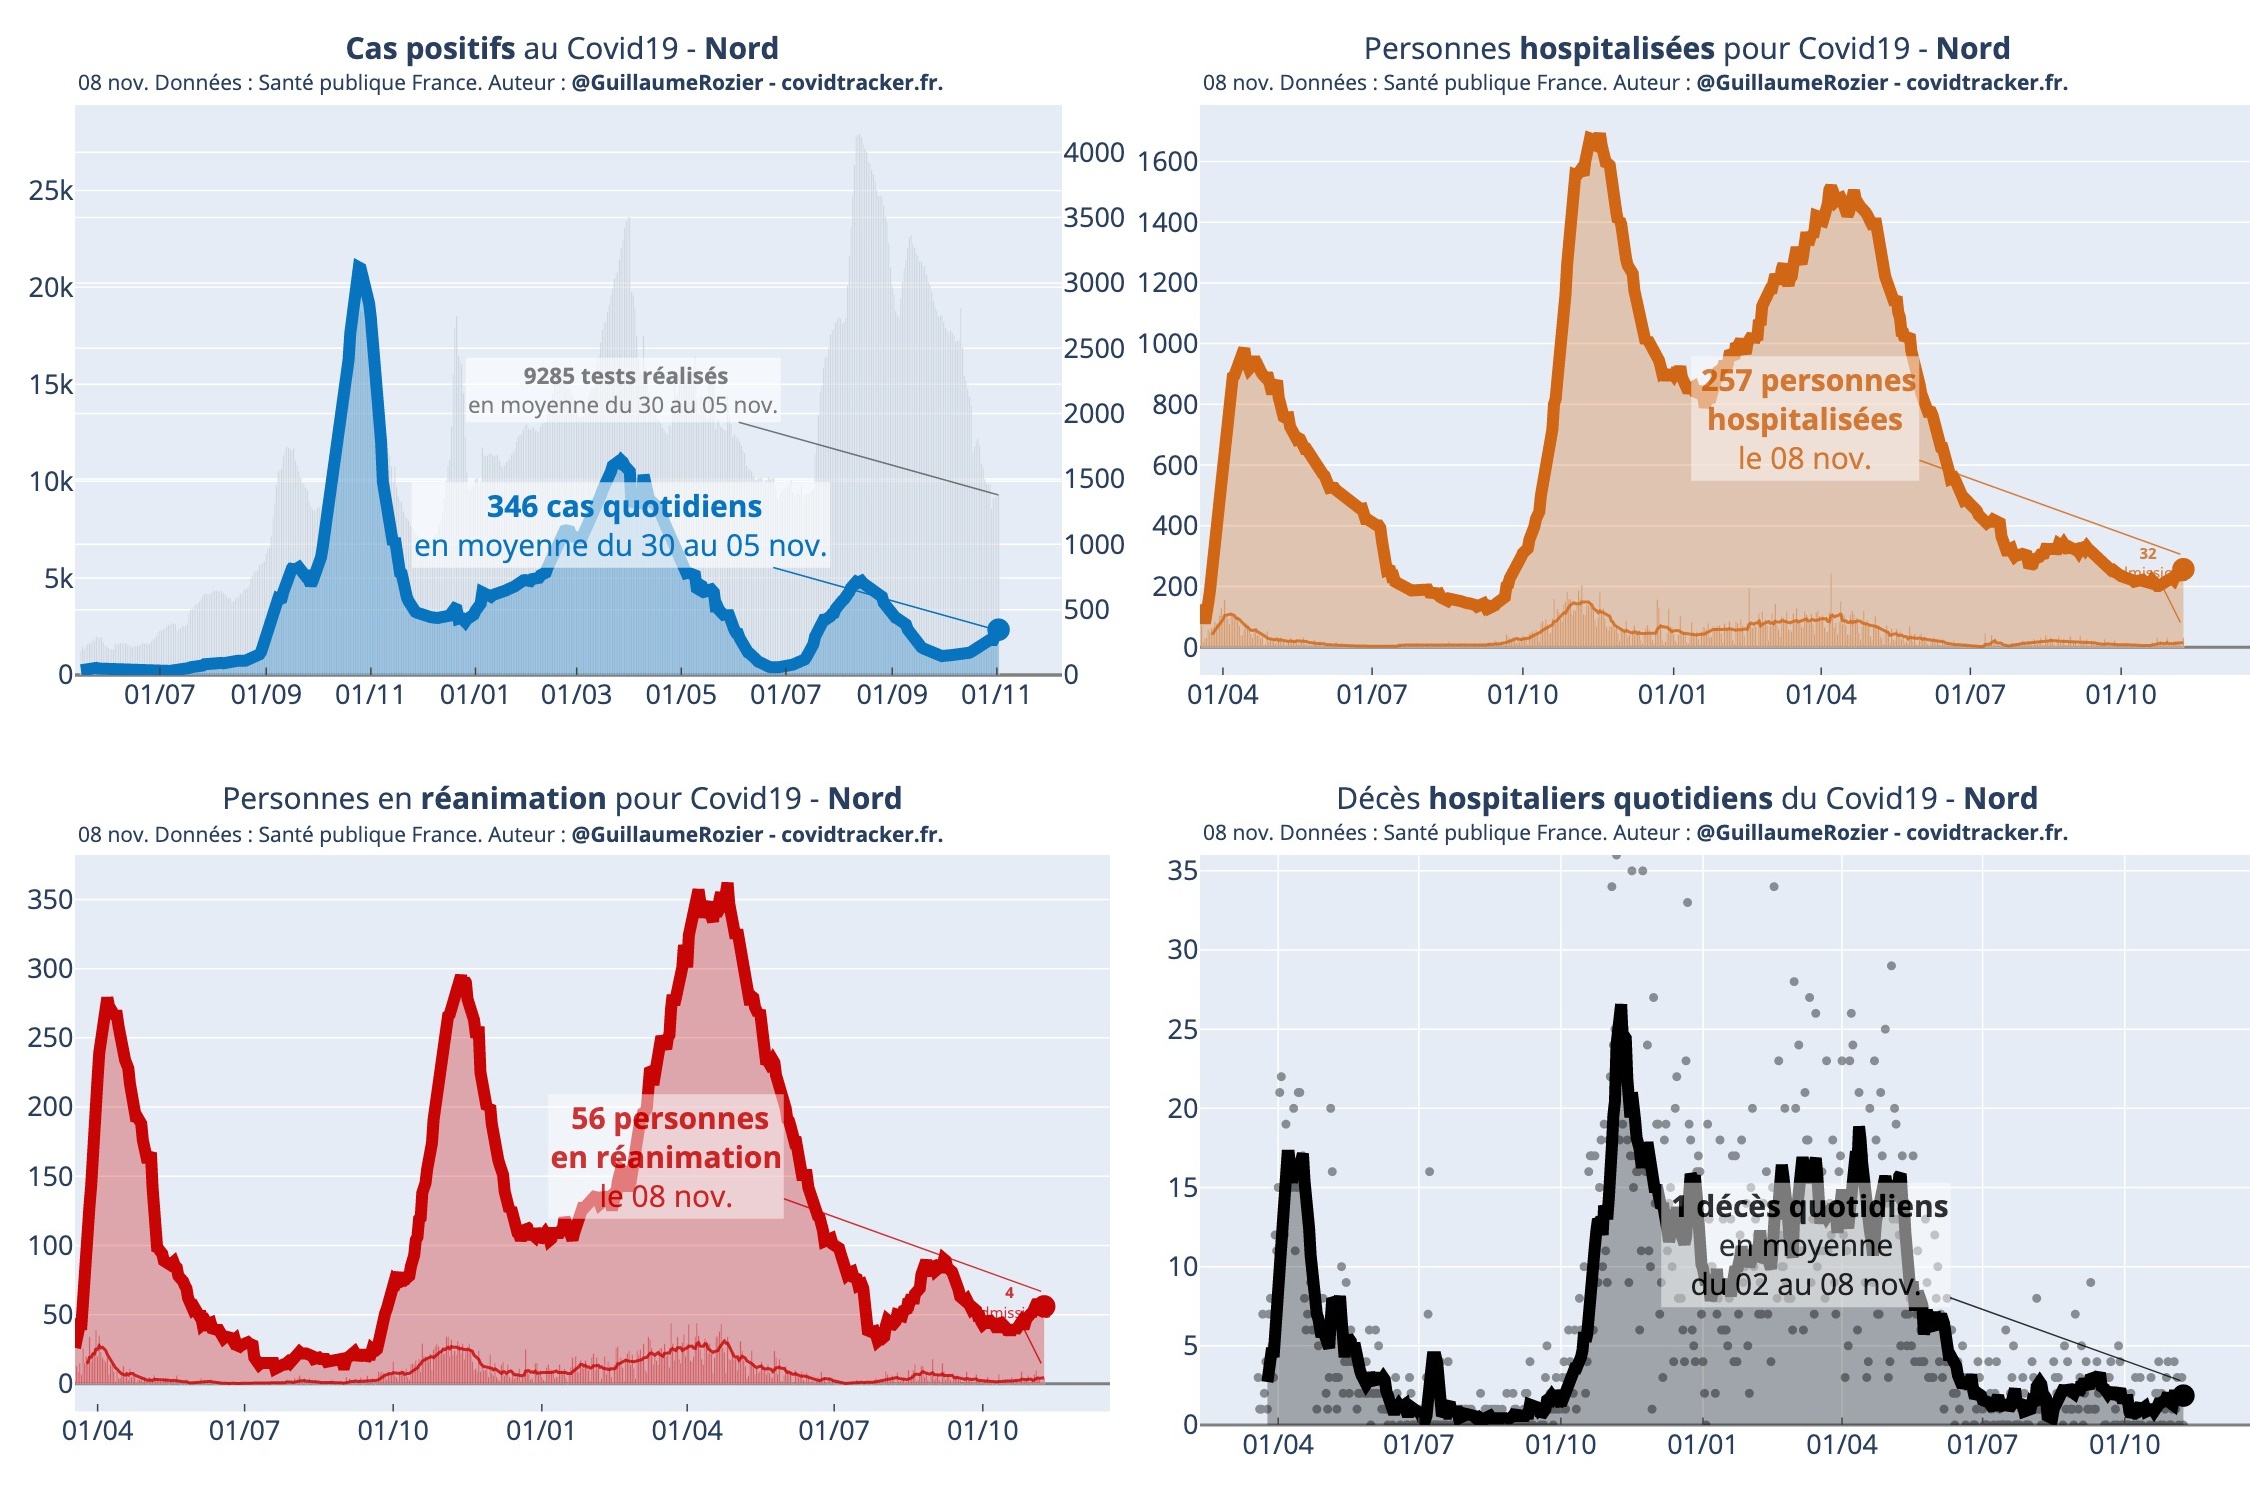 Cas positifs au Covid19 - Nord
08 nov. Données : Santé publique France. Auteur : @GuillaumeRozier - covidtracker.fr.
25k
20k
15k
10k
5k
0
4000
3500
3000
2500
2000
1500
1000
500
0
9285 tests réalisés
en moyenne du 30 au 05 nov.
346 cas quotidiens
en moyenne du 30 au 05 nov.
01/07 01/09 01/11 01/01 01/03 01/05 01/07 01/09 01/11
Personnes hospitalisées pour Covid19 - Nord
08 nov. Données : Santé publique France. Auteur : @GuillaumeRozier - covidtracker.fr.
1600
1400
1200
1000
800
600
400
200
0
257 personnes
hospitalisées
le 08 nov.
32
01/04 01/07 01/10 01/01 01/04 01/07 01/10
Personnes en réanimation pour Covid19 - Nord
08 nov. Données : Santé publique France. Auteur : @GuillaumeRozier - covidtracker.fr.
350
300
250
200
150
100
50
0
56 personnes
en réanimation
le 08 nov.
4
01/04 01/07 01/10 01/01 01/04 01/07 01/10
Décès hospitaliers quotidiens du Covid19 - Nord
08 nov. Données : Santé publique France. Auteur : @GuillaumeRozier - covidtracker.fr.
35
30
25
20
15
10
5
0
1 décès quotidiens
en moyenne
du 02 au 08 nov.
01/04 01/07 01/10 01/01 01/04 01/07 01/10